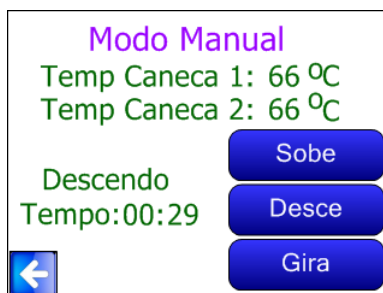 Modo Manual
Temp Caneca 1: 66 ºC
Temp Caneca 2: 66 ºC
Sobe
Descendo
Desce
Tempo:00:29
Gira